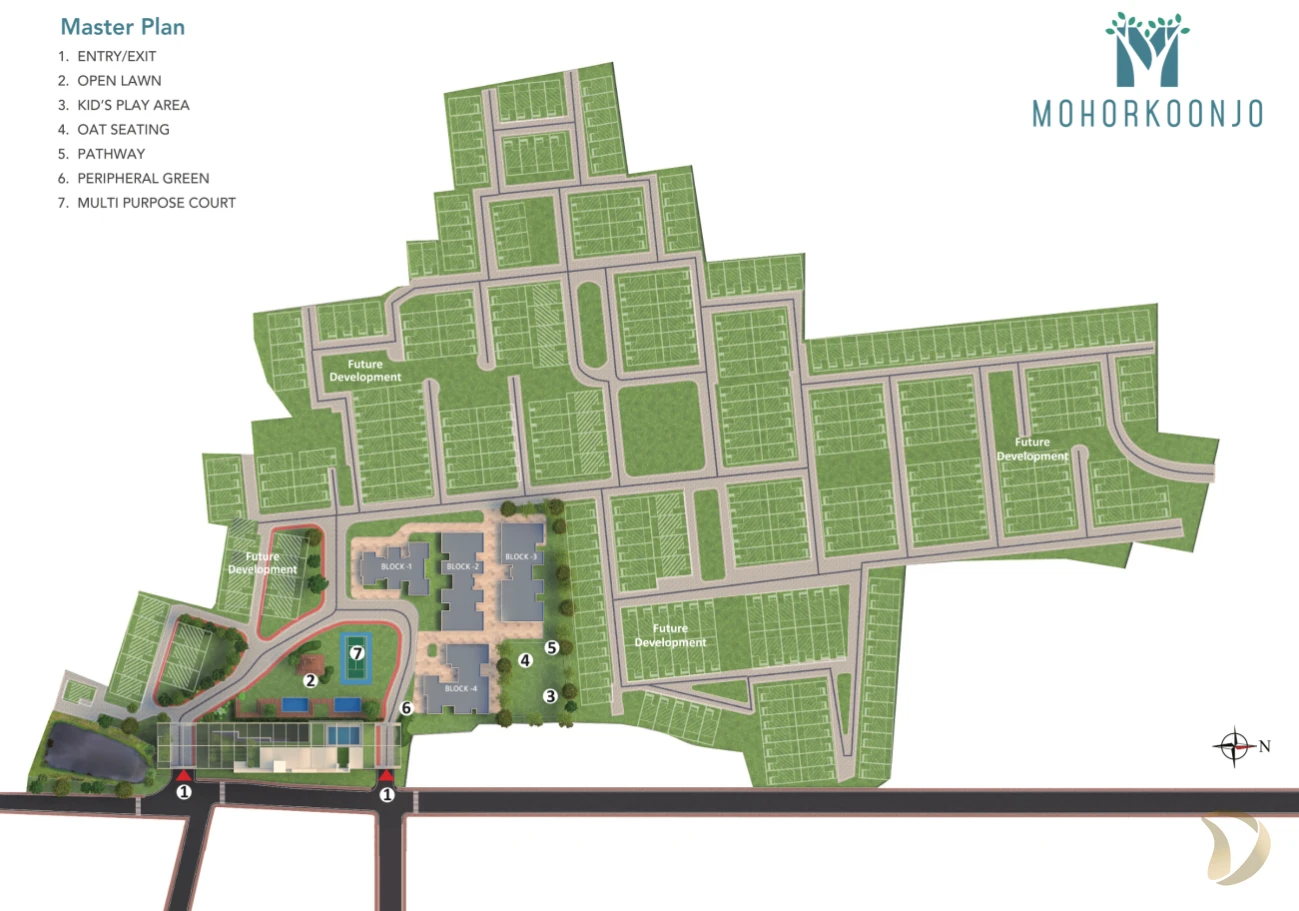 Master Plan
1. ENTRY/EXIT
2. OPEN LAWN
3. KID'S PLAY AREA
4. OAT SEATING
5. PATHWAY
6. PERIPHERAL GREEN
7. MULTI PURPOSE COURT
MOHORKOONJO
Future
Development
Future
Development
Future
Development
BLOCK -1
BLOCK -2
BLOCK -3
Future
Development
7
5
4
2
BLOCK -4
3
6
N
1
1